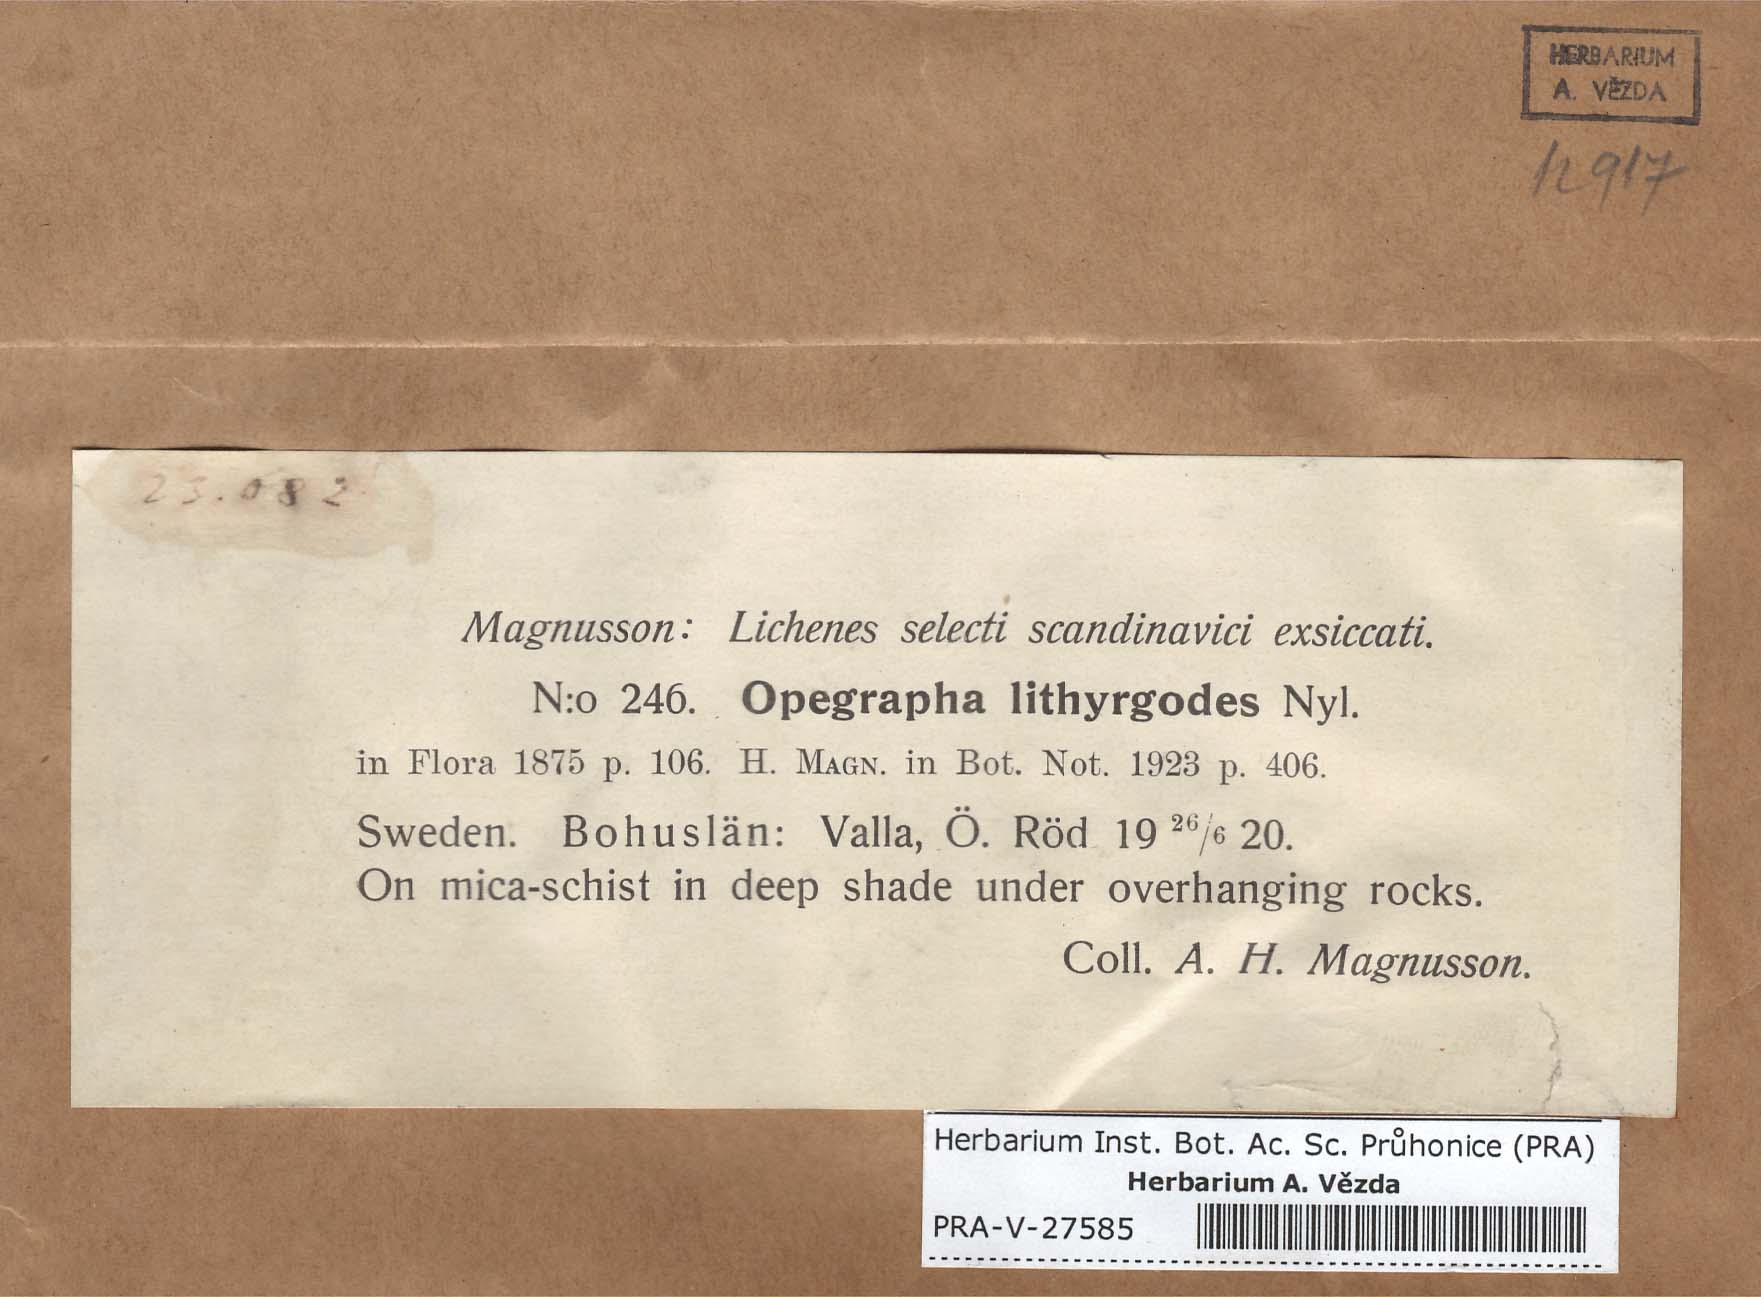 HERBARIUM
A. VĚZDA
12917
23.082
Magnusson: Lichenes selecti scandinavici exsiccati.
N:o 246. Opegrapha lithyrgodes Nyl.
in Flora 1875 p. 106. H. MAGN. in Bot. Not. 1923 p. 406.
Sweden. Bohuslän: Valla, Ö. Röd 19 26/6 20.
On mica-schist in deep shade under overhanging rocks.
Coll. A. H. Magnusson.
Herbarium Inst. Bot. Ac. Sc. Průhonice (PRA)
Herbarium A. Vězda
PRA-V-27585